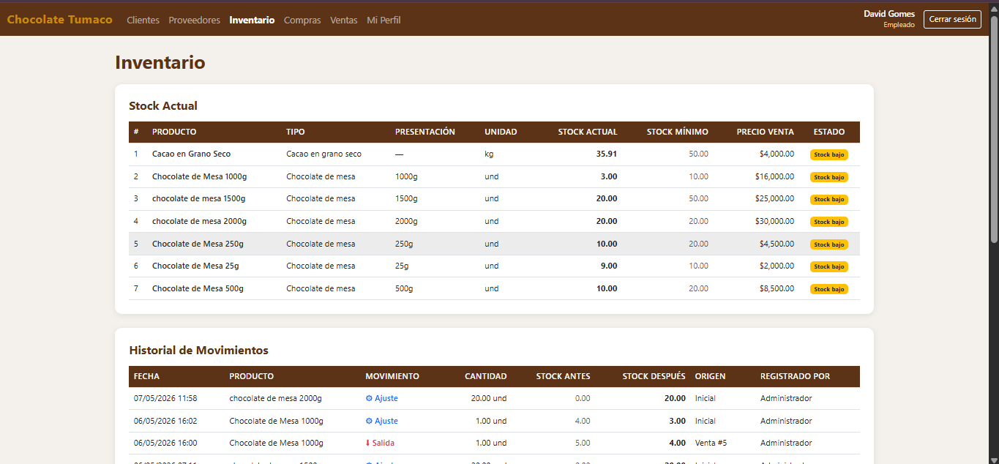 Chocolate Tumaco Clientes Proveedores Inventario Compras Ventas Mi Perfil David Gomes Empleado Cerrar sesión
Inventario
Stock Actual
# PRODUCTO TIPO PRESENTACIÓN UNIDAD STOCK ACTUAL STOCK MÍNIMO PRECIO VENTA ESTADO
1 Cacao en Grano Seco Cacao en grano seco — kg 35.91 50.00 $4,000.00 Stock bajo
2 Chocolate de Mesa 1000g Chocolate de mesa 1000g und 3.00 10.00 $16,000.00 Stock bajo
3 chocolate de mesa 1500g Chocolate de mesa 1500g und 20.00 50.00 $25,000.00 Stock bajo
4 chocolate de mesa 2000g Chocolate de mesa 2000g und 20.00 20.00 $30,000.00 Stock bajo
5 Chocolate de Mesa 250g Chocolate de mesa 250g und 10.00 20.00 $4,500.00 Stock bajo
6 Chocolate de Mesa 25g Chocolate de mesa 25g und 9.00 10.00 $2,000.00 Stock bajo
7 Chocolate de Mesa 500g Chocolate de mesa 500g und 10.00 20.00 $8,500.00 Stock bajo
Historial de Movimientos
FECHA PRODUCTO MOVIMIENTO CANTIDAD STOCK ANTES STOCK DESPUÉS ORIGEN REGISTRADO POR
07/05/2026 11:58 chocolate de mesa 2000g Ajuste 20.00 und 0.00 20.00 Inicial Administrador
06/05/2026 16:02 Chocolate de Mesa 1000g Ajuste 1.00 und 4.00 3.00 Inicial Administrador
06/05/2026 16:00 Chocolate de Mesa 1000g Salida 1.00 und 5.00 4.00 Venta #5 Administrador